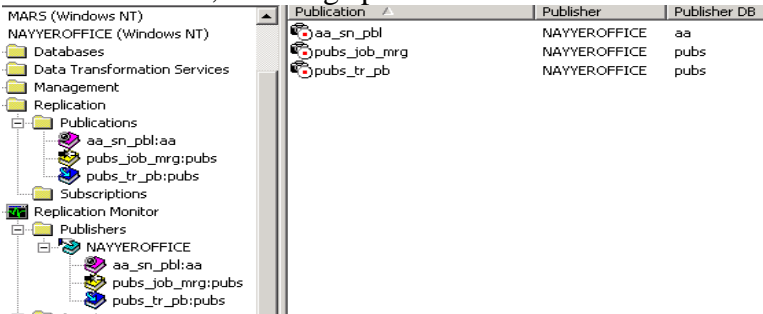 MARS (Windows NT)
NAYYEROFFICE (Windows NT)
Databases
Data Transformation Services
Management
Replication
Publications
aa_sn_pbl:aa
pubs_job_mrg:pubs
pubs_tr_pb:pubs
Subscriptions
Replication Monitor
Publishers
NAYYEROFFICE
aa_sn_pbl:aa
pubs_job_mrg:pubs
pubs_tr_pb:pubs
Publication Publisher Publisher DB
aa_sn_pbl NAYYEROFFICE aa
pubs_job_mrg NAYYEROFFICE pubs
pubs_tr_pb NAYYEROFFICE pubs